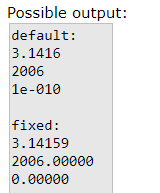 Possible output:
default:
3.1416
2006
1e-010
fixed:
3.14159
2006.00000
0.00000